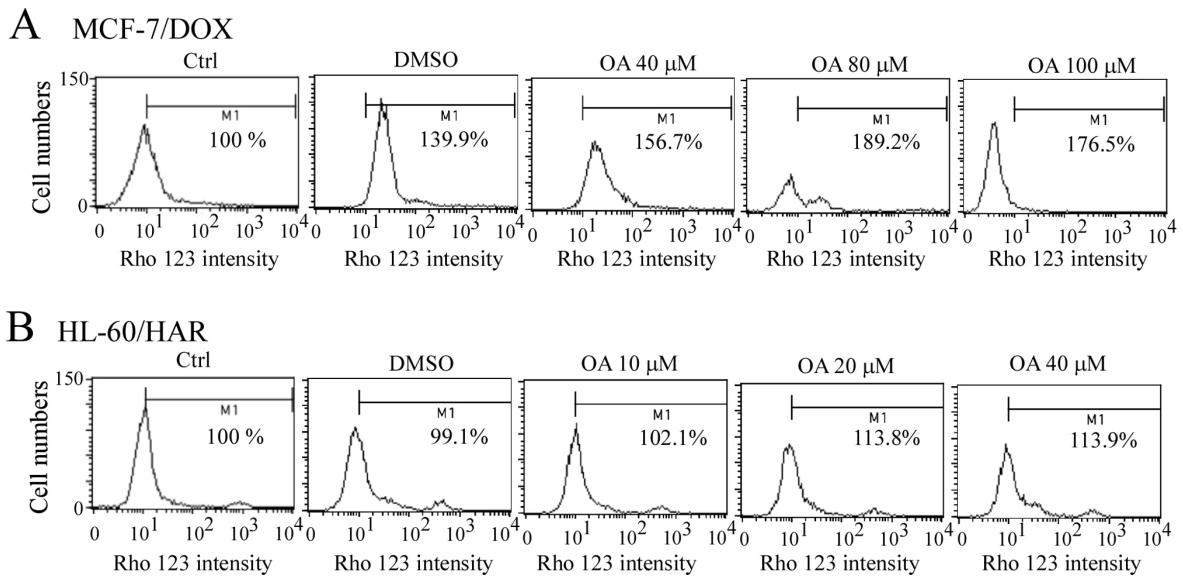 A MCF-7/DOX
Ctrl DMSO OA 40 μM OA 80 μM OA 100 μM
150
M1 M1 M1 M1 M1
100 % 139.9% 156.7% 189.2% 176.5%
Cell numbers
0
0 10¹ 10² 10³ 10⁴ 0 10¹ 10² 10³ 10⁴ 0 10¹ 10² 10³ 10⁴ 0 10¹ 10² 10³ 10⁴ 0 10¹ 10² 10³ 10⁴
Rho 123 intensity Rho 123 intensity Rho 123 intensity Rho 123 intensity Rho 123 intensity
B HL-60/HAR
Ctrl DMSO OA 10 μM OA 20 μM OA 40 μM
150
M1 M1 M1 M1 M1
100 % 99.1% 102.1% 113.8% 113.9%
Cell numbers
0
0 10¹ 10² 10³ 10⁴ 0 10¹ 10² 10³ 10⁴ 0 10¹ 10² 10³ 10⁴ 0 10¹ 10² 10³ 10⁴ 0 10¹ 10² 10³ 10⁴
Rho 123 intensity Rho 123 intensity Rho 123 intensity Rho 123 intensity Rho 123 intensity